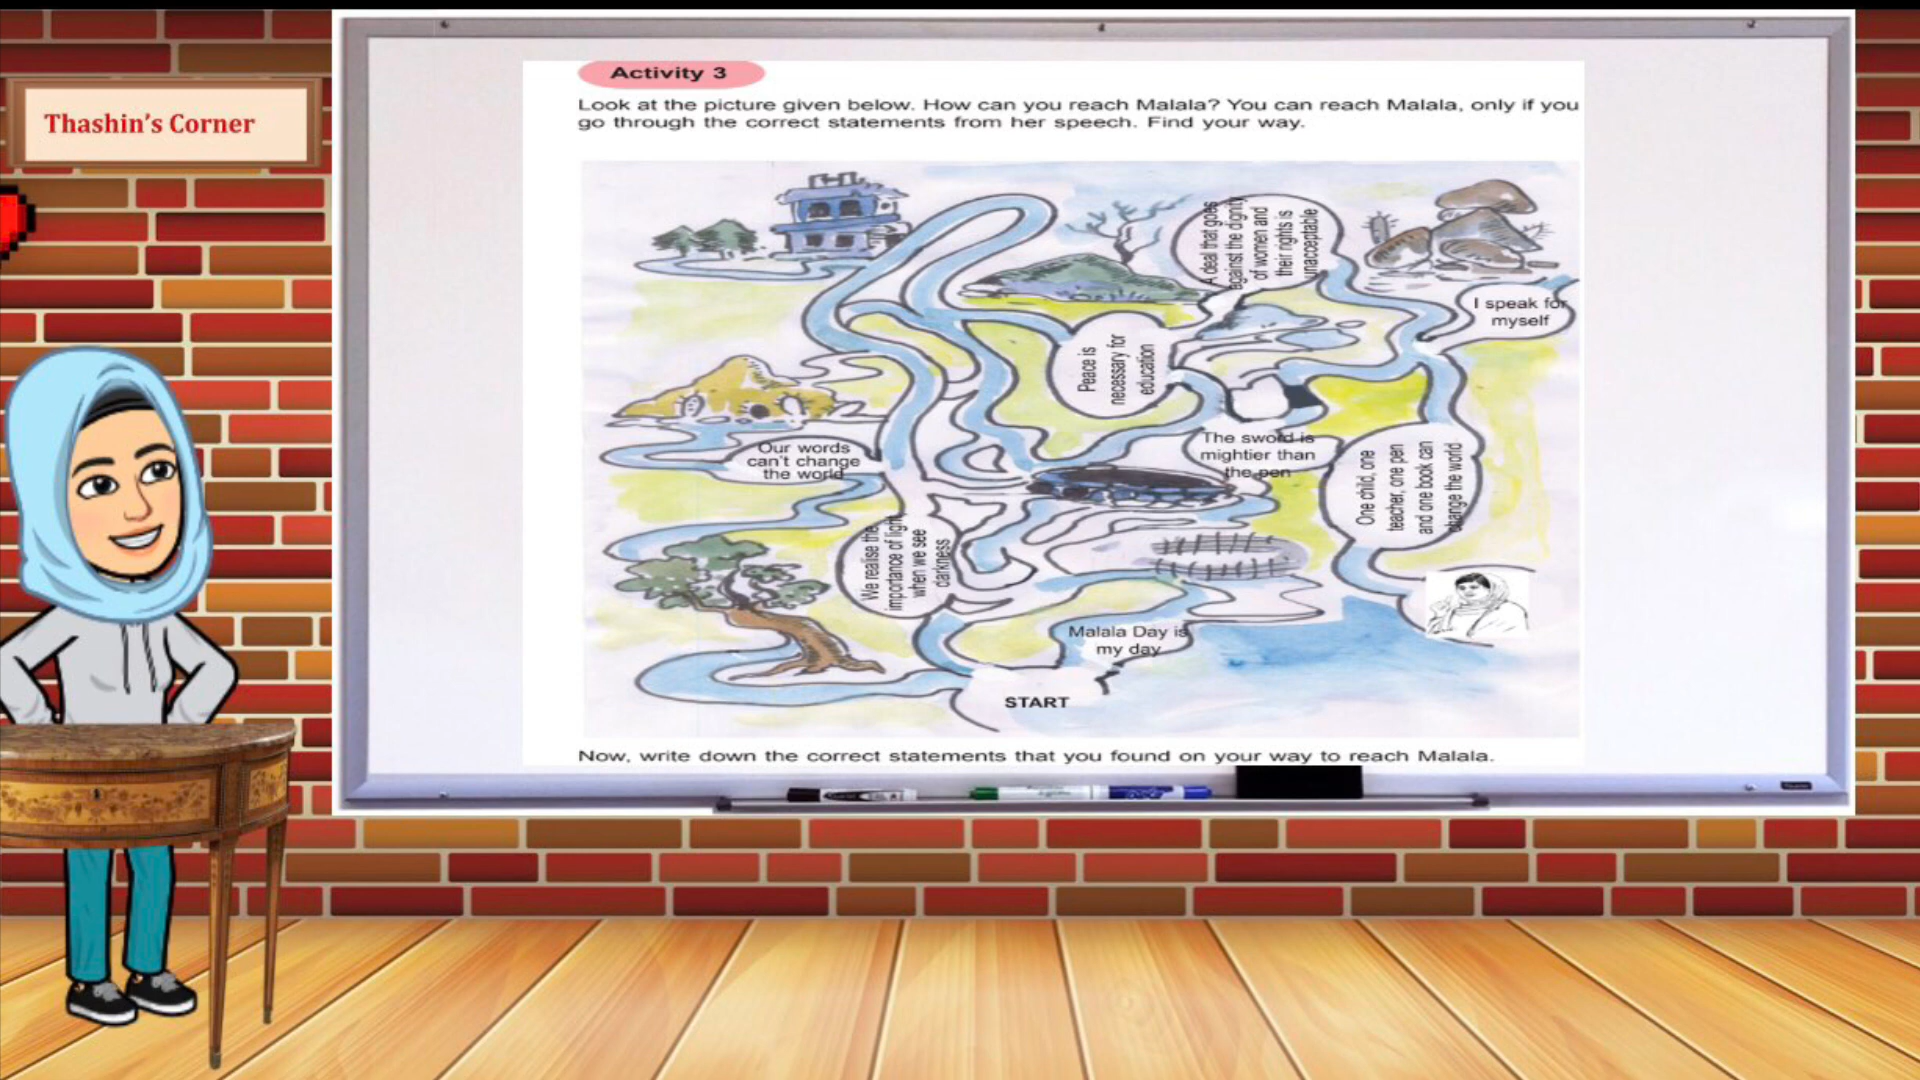 Thashin's Corner
Activity 3
Look at the picture given below. How can you reach Malala? You can reach Malala, only if you
go through the correct statements from her speech. Find your way.
A deal that goes
against the dignity
of women and
their rights is
unacceptable
I speak for
myself
Peace is
necessary for
education
Our words
can't change
the world
The sword is
mightier than
the pen
One child, one
teacher, one pen
and one book can
change the world
We realise the
importance of light
when we see
darkness
Malala Day is
my day
START
Now, write down the correct statements that you found on your way to reach Malala.